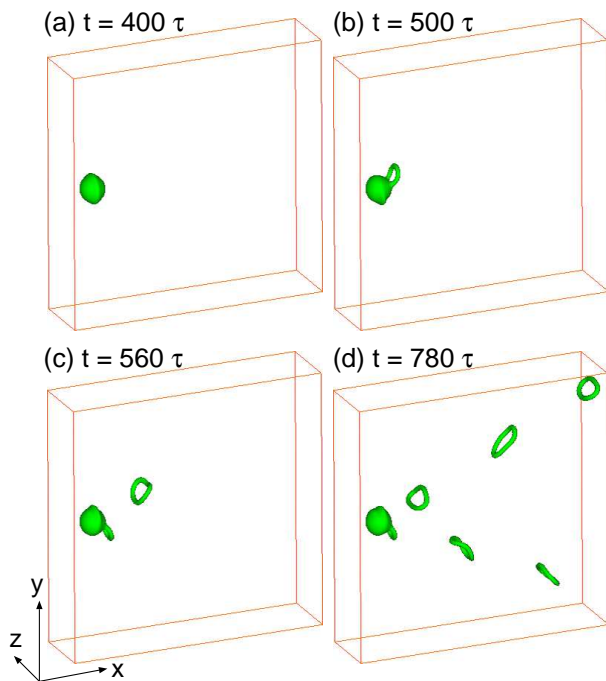 (a) t = 400 τ
(b) t = 500 τ
(c) t = 560 τ
(d) t = 780 τ
y
z
x